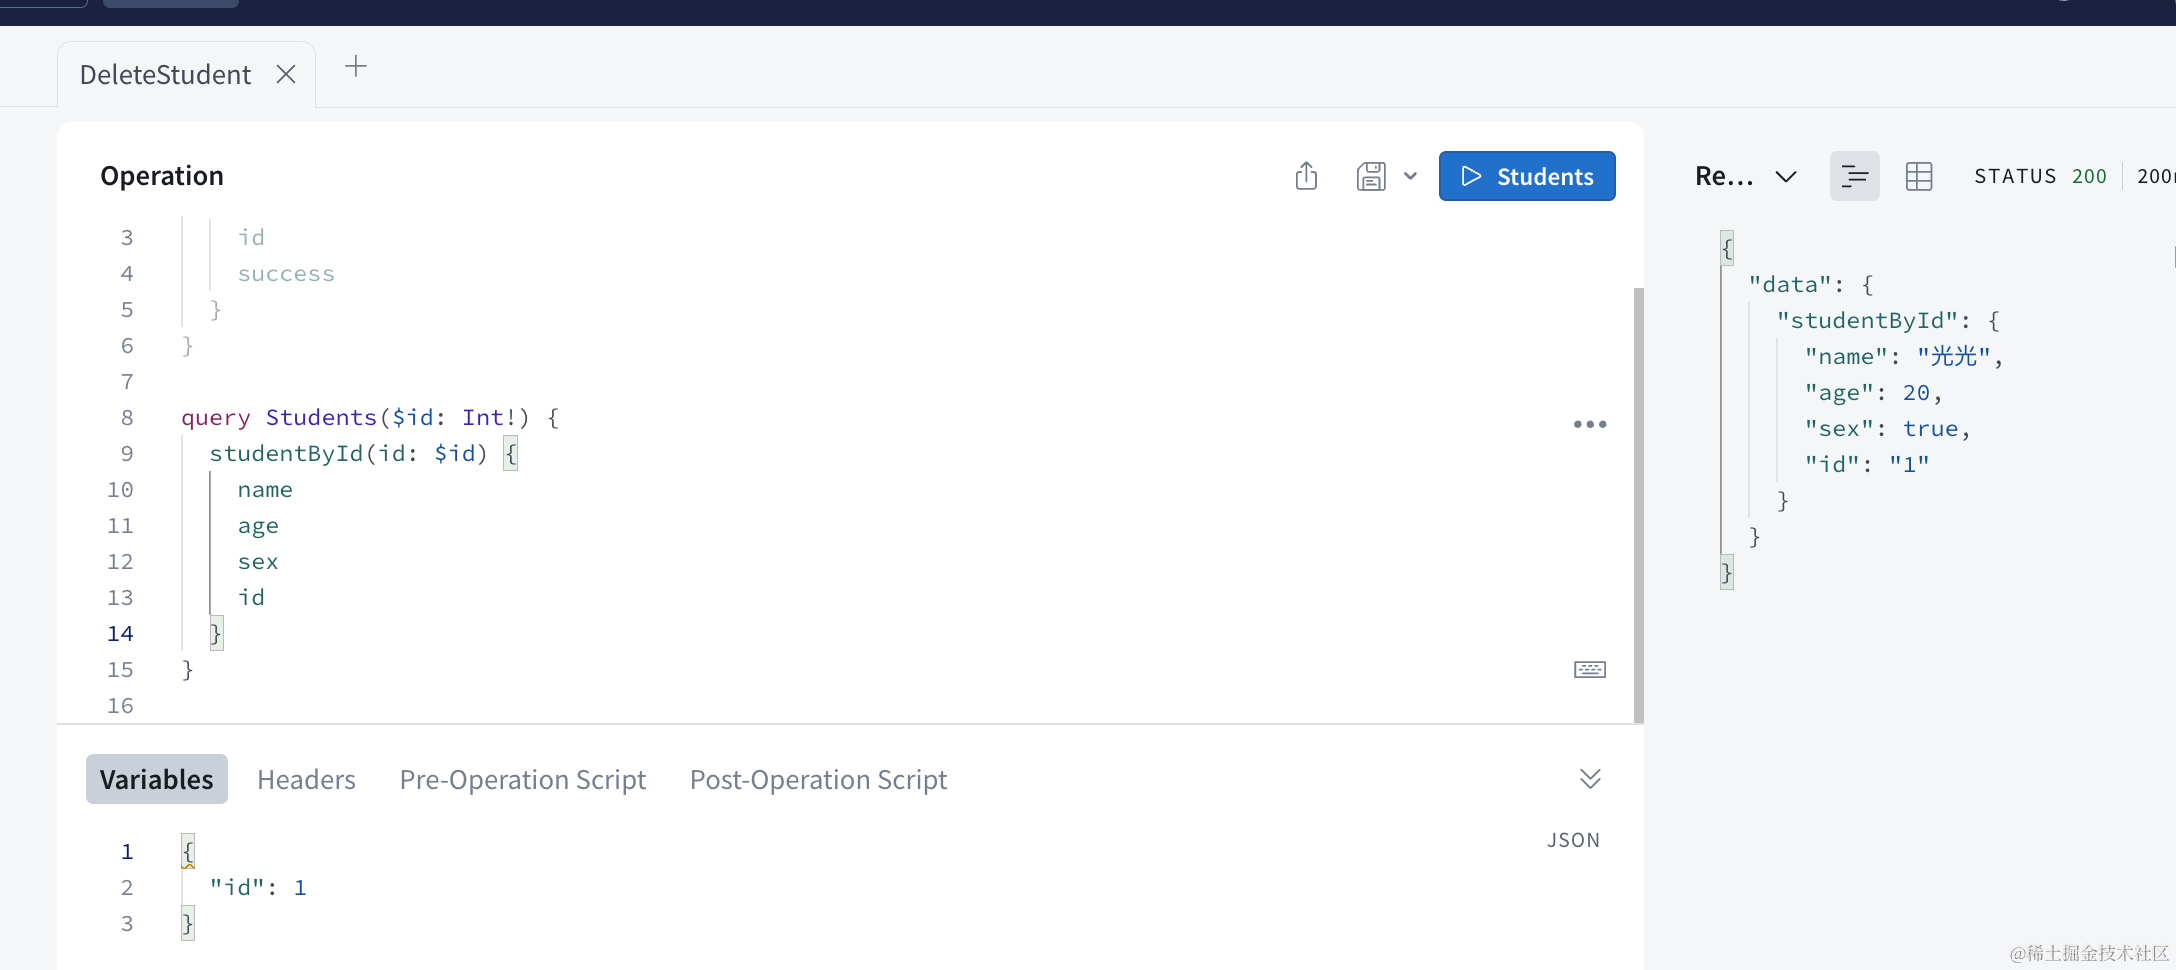 DeleteStudent
Operation
Students
3 id
4 success
5 }
6 }
7
8 query Students($id: Int!) {
9 studentById(id: $id) {
10 name
11 age
12 sex
13 id
14 }
15 }
16
Variables Headers Pre-Operation Script Post-Operation Script
JSON
1 {
2 "id": 1
3 }
Re... STATUS 200 200
{
"data": {
"studentById": {
"name": "光光",
"age": 20,
"sex": true,
"id": "1"
}
}
}
@稀土掘金技术社区